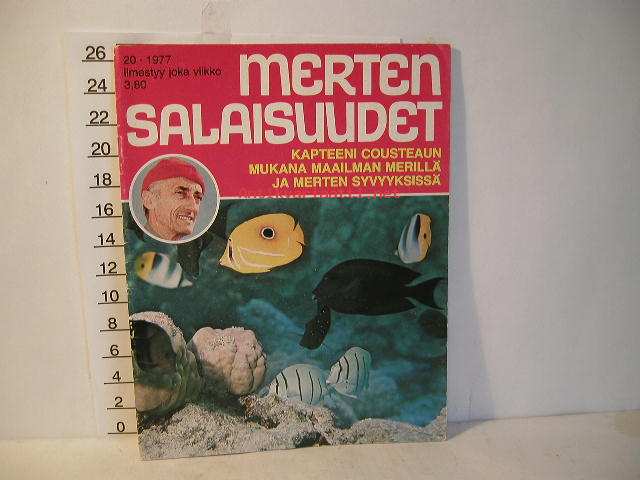 20 · 1977
Ilmestyy joka viikko
3,80
MERTEN
SALAISUUDET
KAPTEENI COUSTEAUN
MUKANA MAAILMAN MERILLÄ
JA MERTEN SYVYYKSISSÄ
26
24
22
20
18
16
14
12
10
8
6
4
2
0